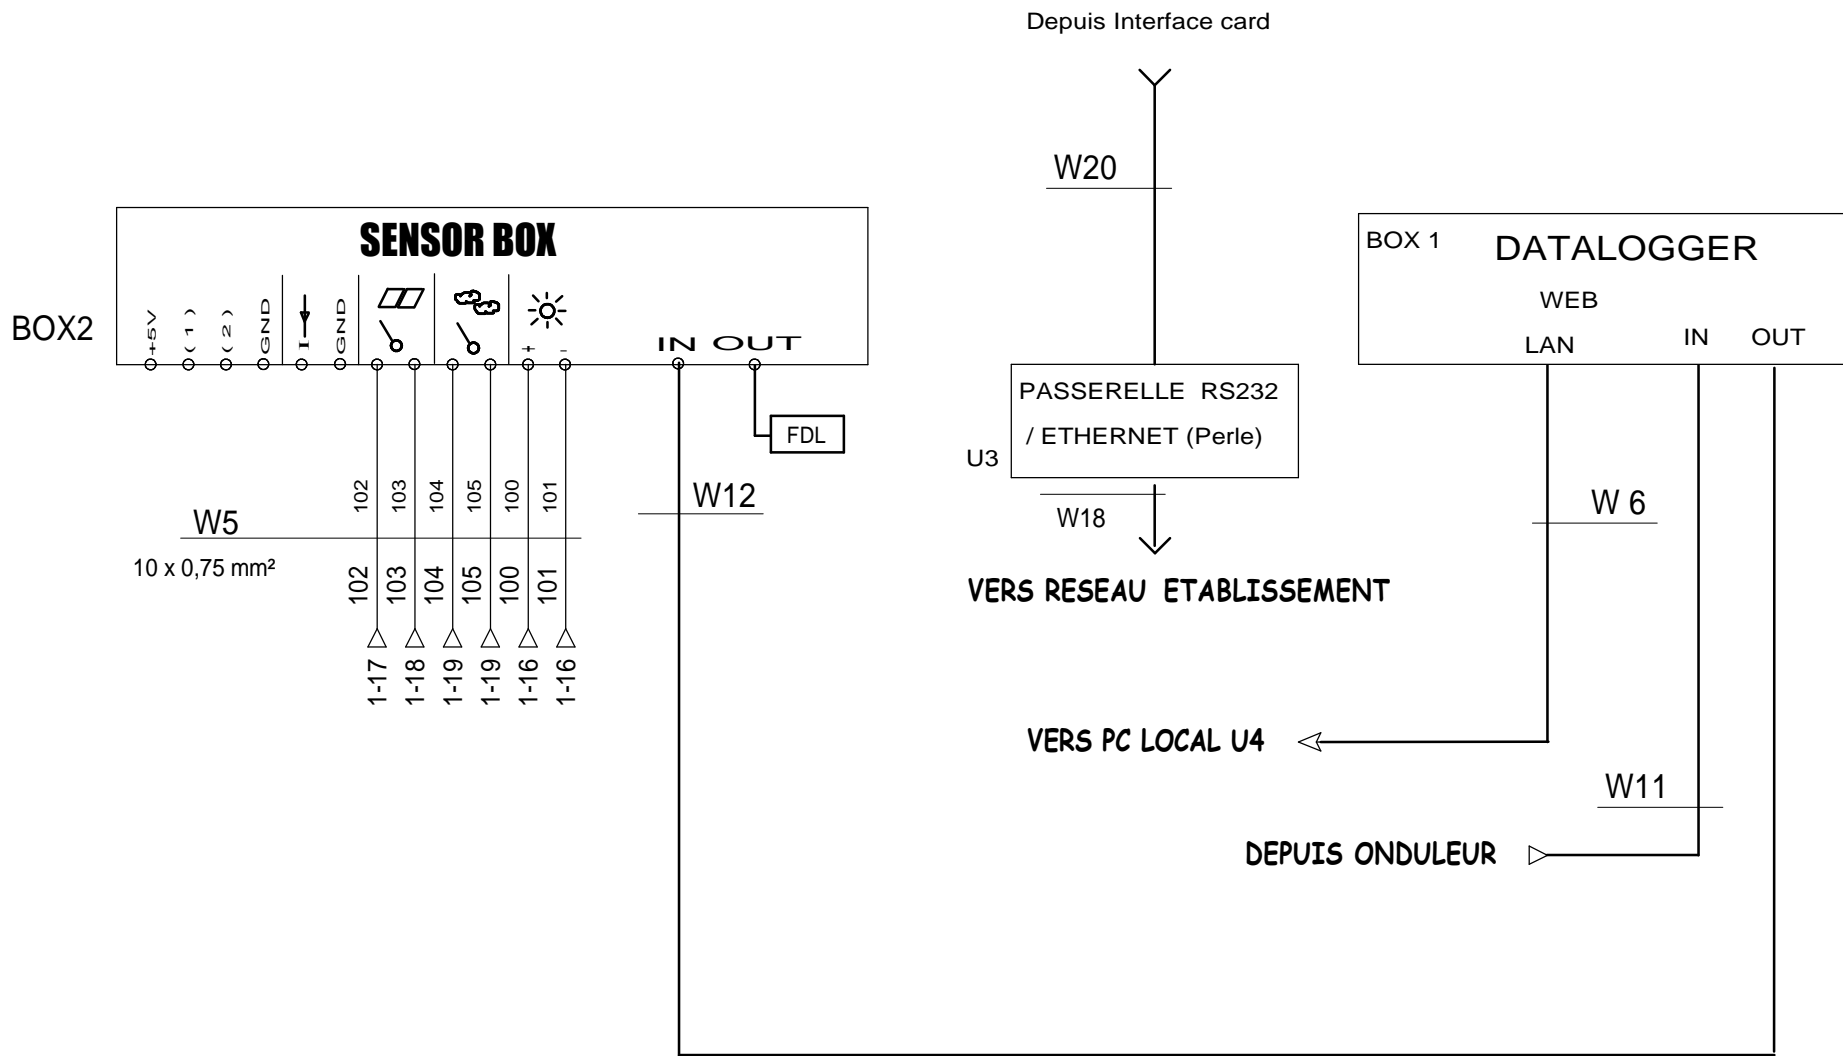 Depuis Interface card
W20
SENSOR BOX
BOX2
+5V
(1)
(2)
GND
I
GND
+
-
IN OUT
FDL
102
103
104
105
100
101
W5
10 x 0,75 mm²
102
103
104
105
100
101
1-17
1-18
1-19
1-19
1-16
1-16
W12
PASSERELLE RS232
/ ETHERNET (Perle)
U3
W18
VERS RESEAU ETABLISSEMENT
BOX 1
DATALOGGER
WEB
LAN
IN
OUT
W 6
VERS PC LOCAL U4
W11
DEPUIS ONDULEUR